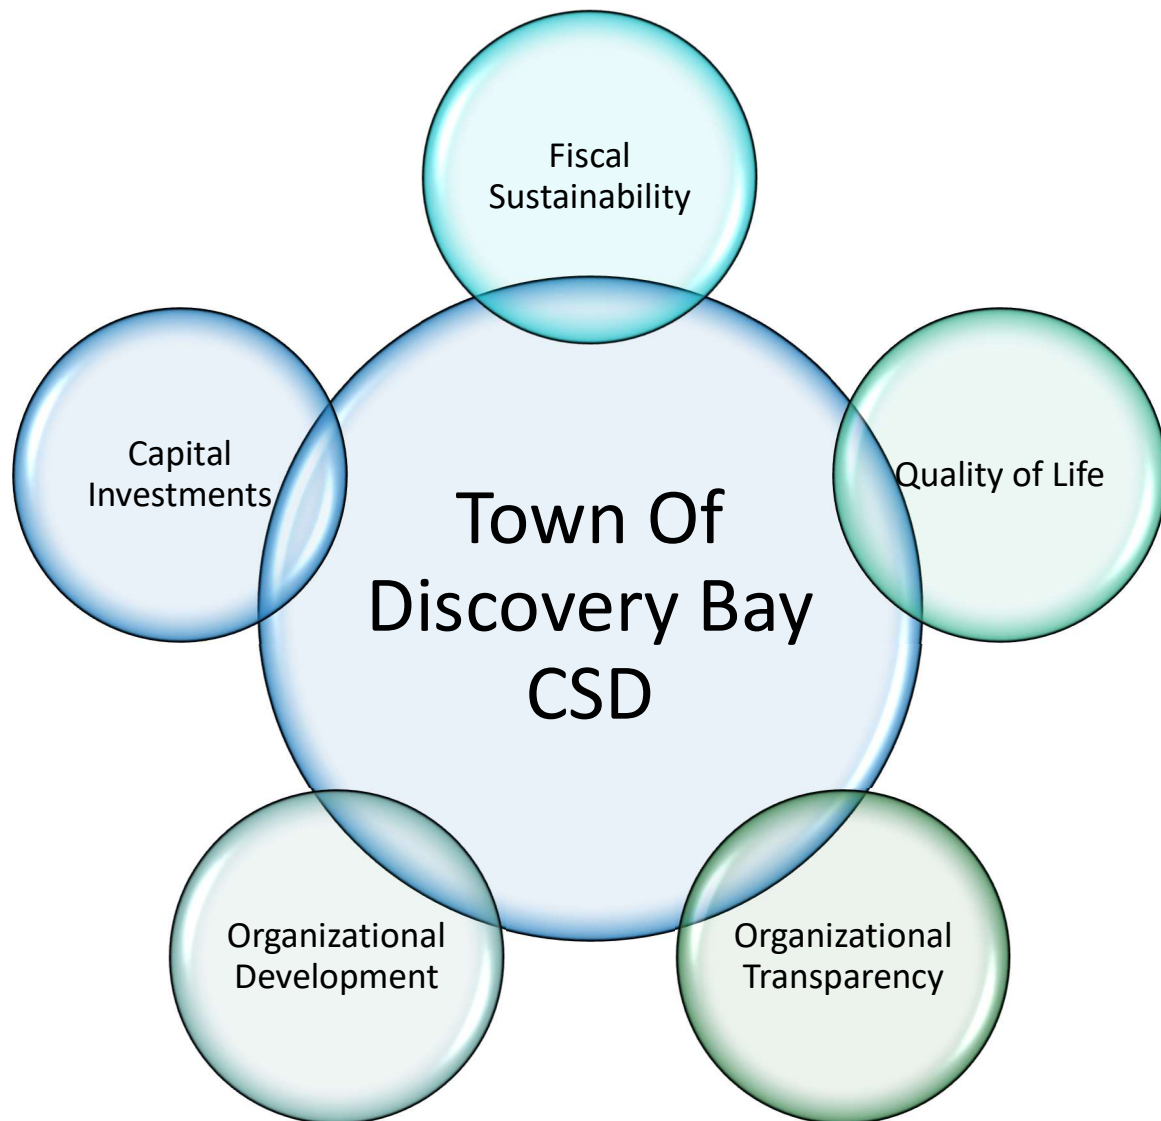 Fiscal
Sustainability
Capital
Investments
Quality of Life
Town Of
Discovery Bay
CSD
Organizational
Development
Organizational
Transparency